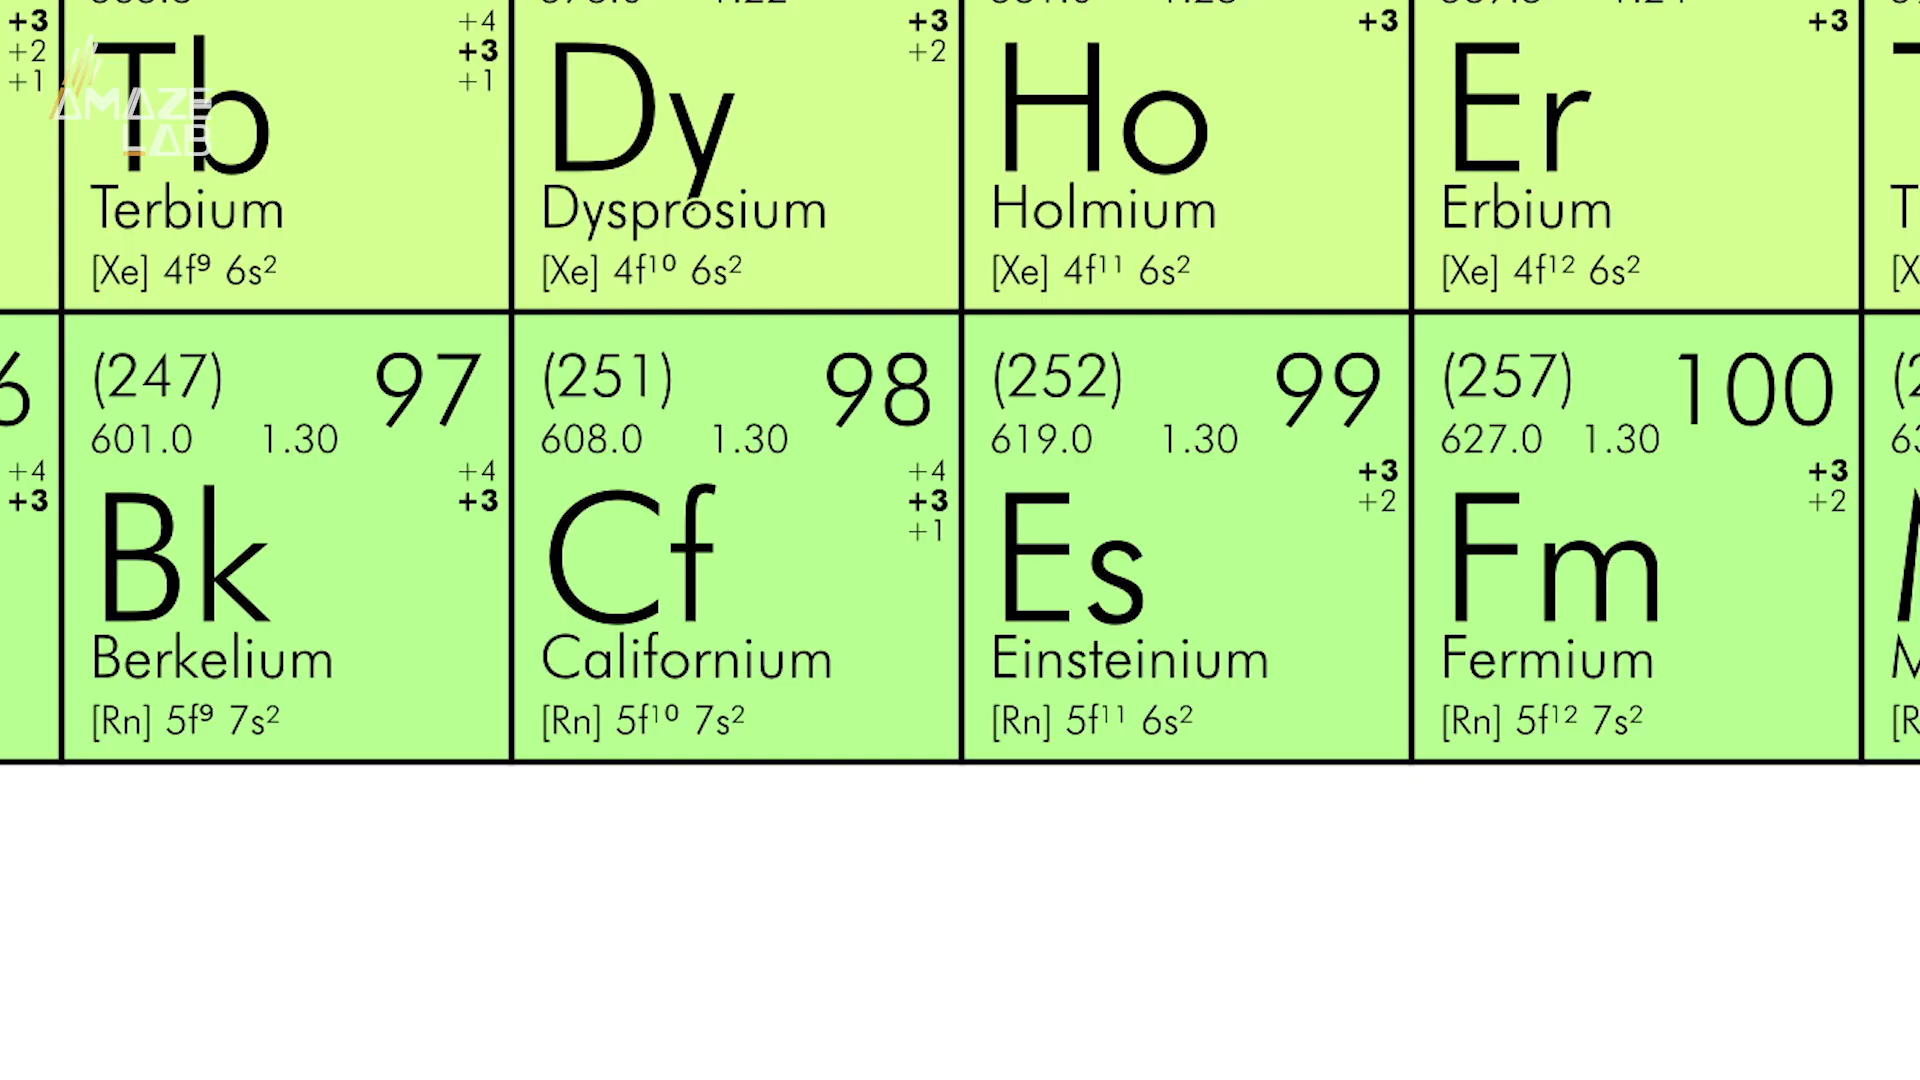 +3
+2
+1
AMAZE
LAB
Tb
+4
+3
+1
Terbium
[Xe] 4f⁹ 6s²
Dy
+3
+2
Dysprosium
[Xe] 4f¹⁰ 6s²
Ho
+3
Holmium
[Xe] 4f¹¹ 6s²
Er
+3
Erbium
[Xe] 4f¹² 6s²
+4
+3
(247) 97
601.0 1.30
+4
+3
Bk
Berkelium
[Rn] 5f⁹ 7s²
(251) 98
608.0 1.30
+4
+3
+1
Cf
Californium
[Rn] 5f¹⁰ 7s²
(252) 99
619.0 1.30
+3
+2
Es
Einsteinium
[Rn] 5f¹¹ 6s²
(257) 100
627.0 1.30
+3
+2
Fm
Fermium
[Rn] 5f¹² 7s²